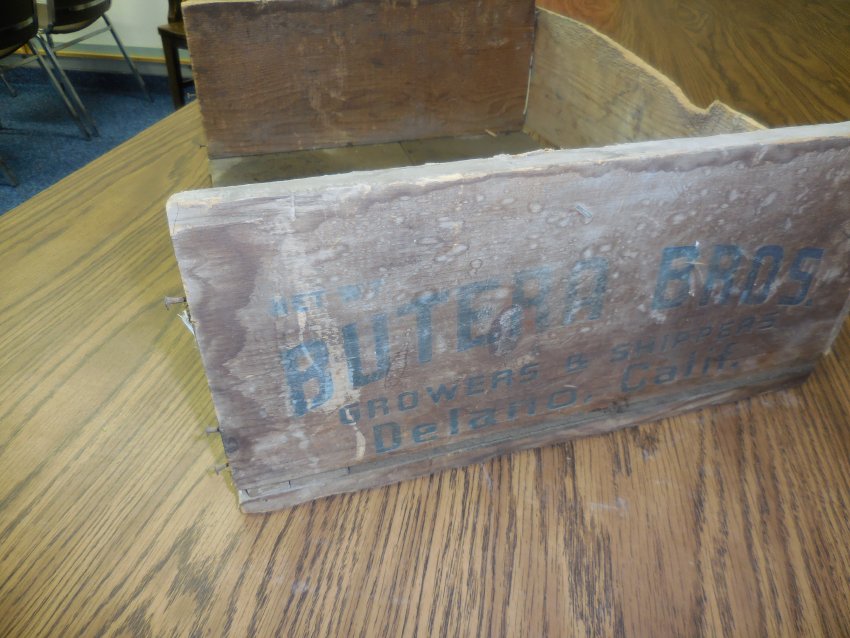 BUTERA BROS.
GROWERS & SHIPPERS
Delano, Calif.